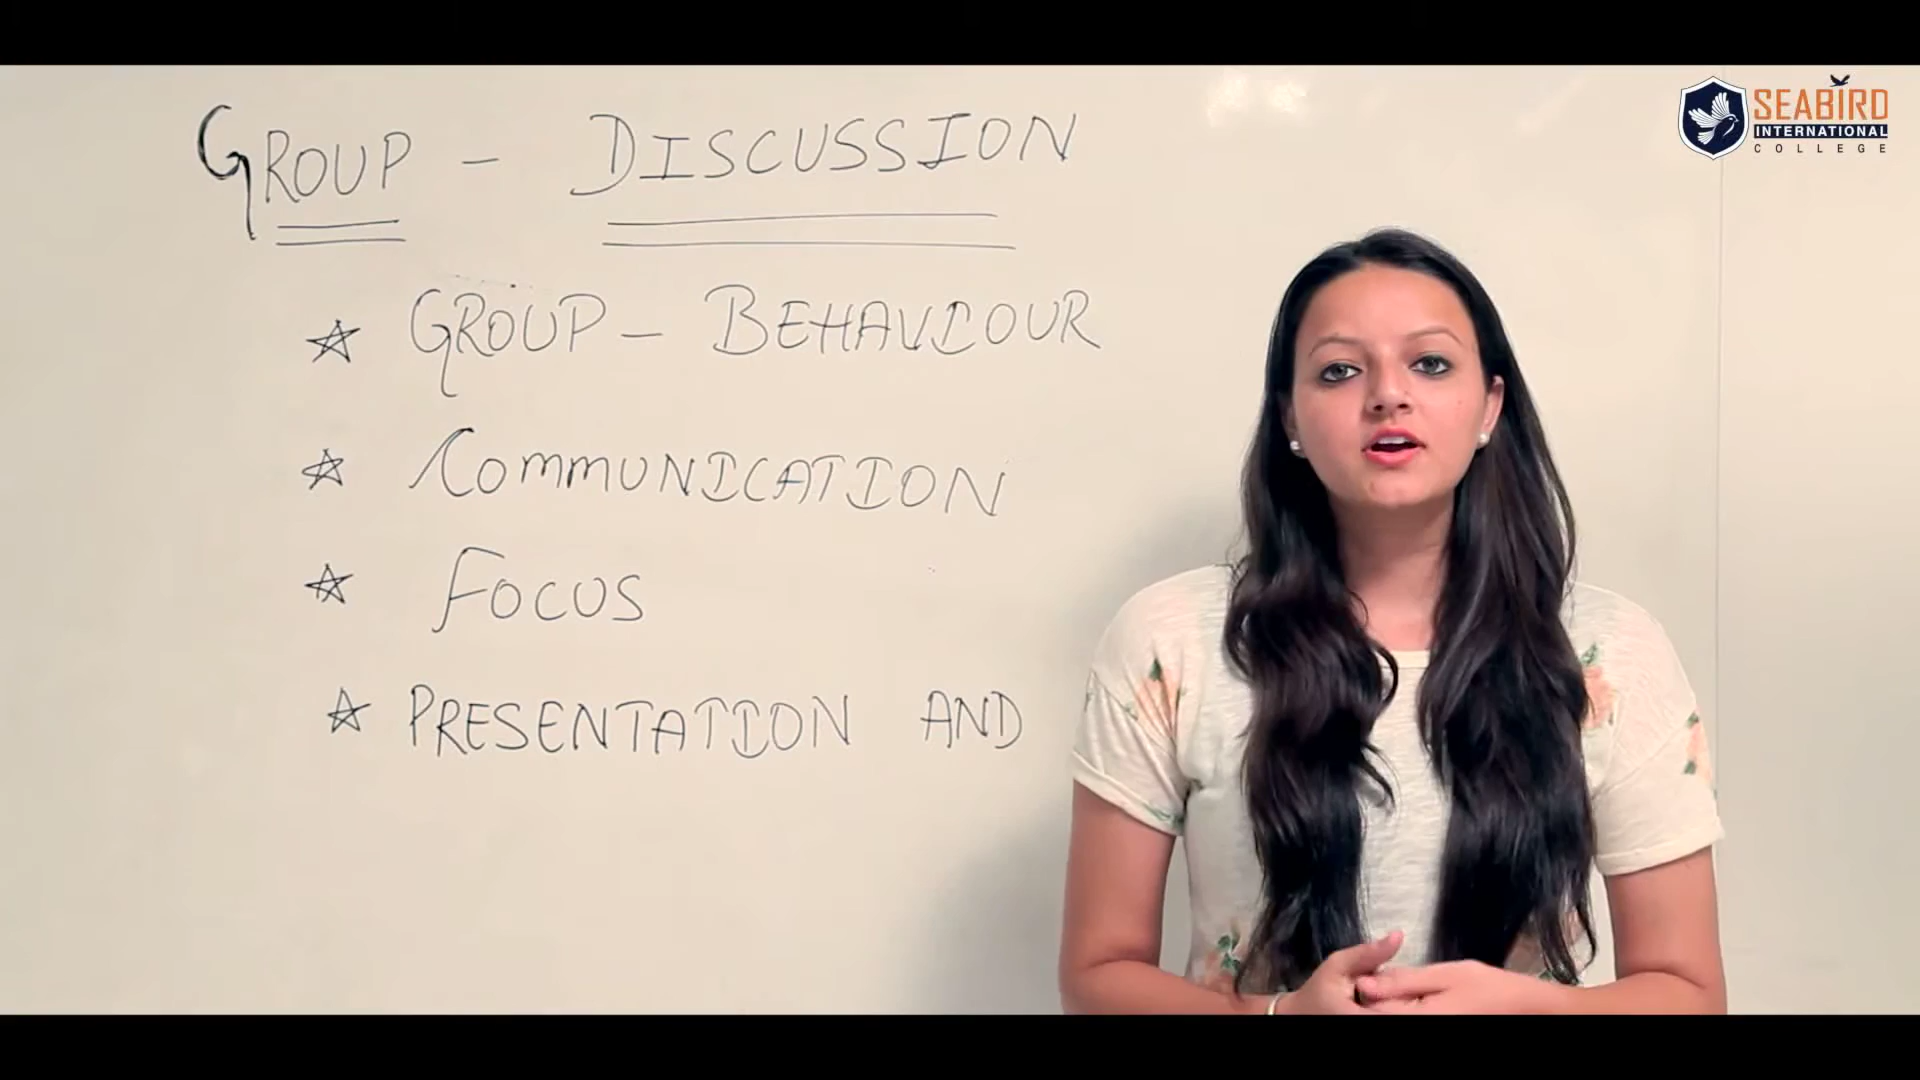 GROUP - DISCUSSION
SEABIRD
INTERNATIONAL
COLLEGE
☆ GROUP - BEHAVIOUR
☆ COMMUNICATION
☆ FOCUS
☆ PRESENTATION AND